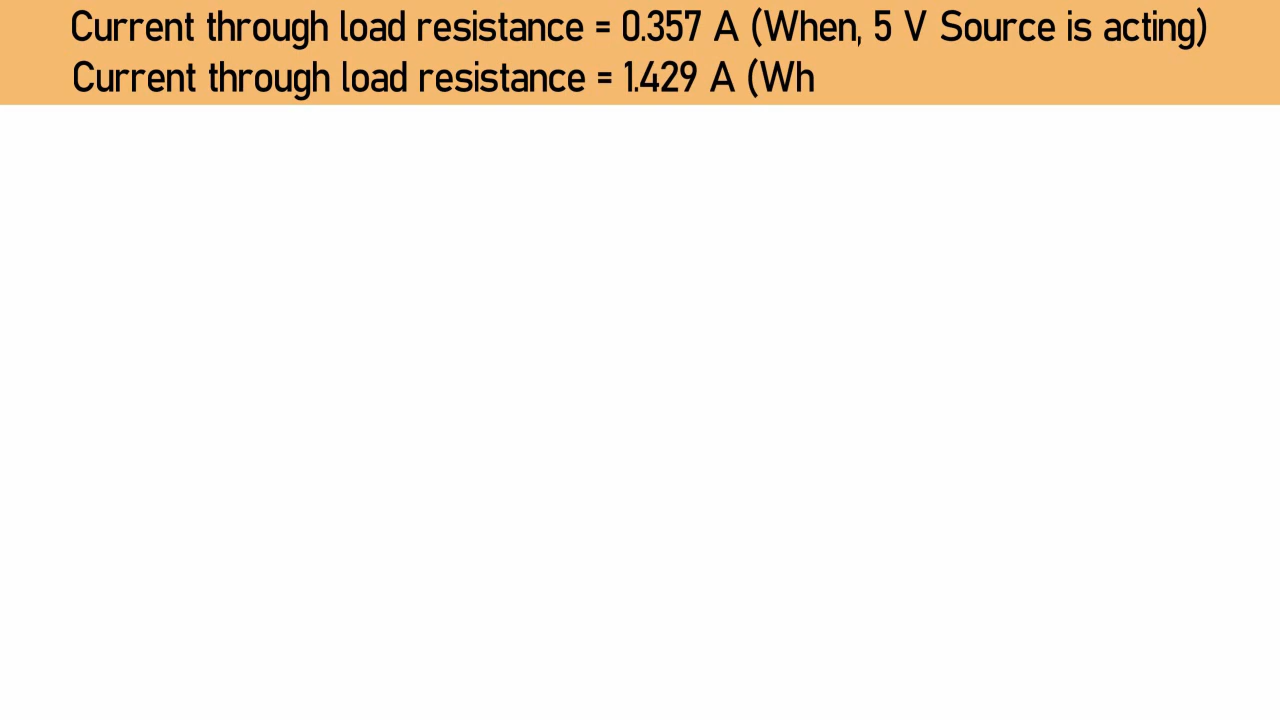 Current through load resistance = 0.357 A (When, 5 V Source is acting)
Current through load resistance = 1.429 A (Wh